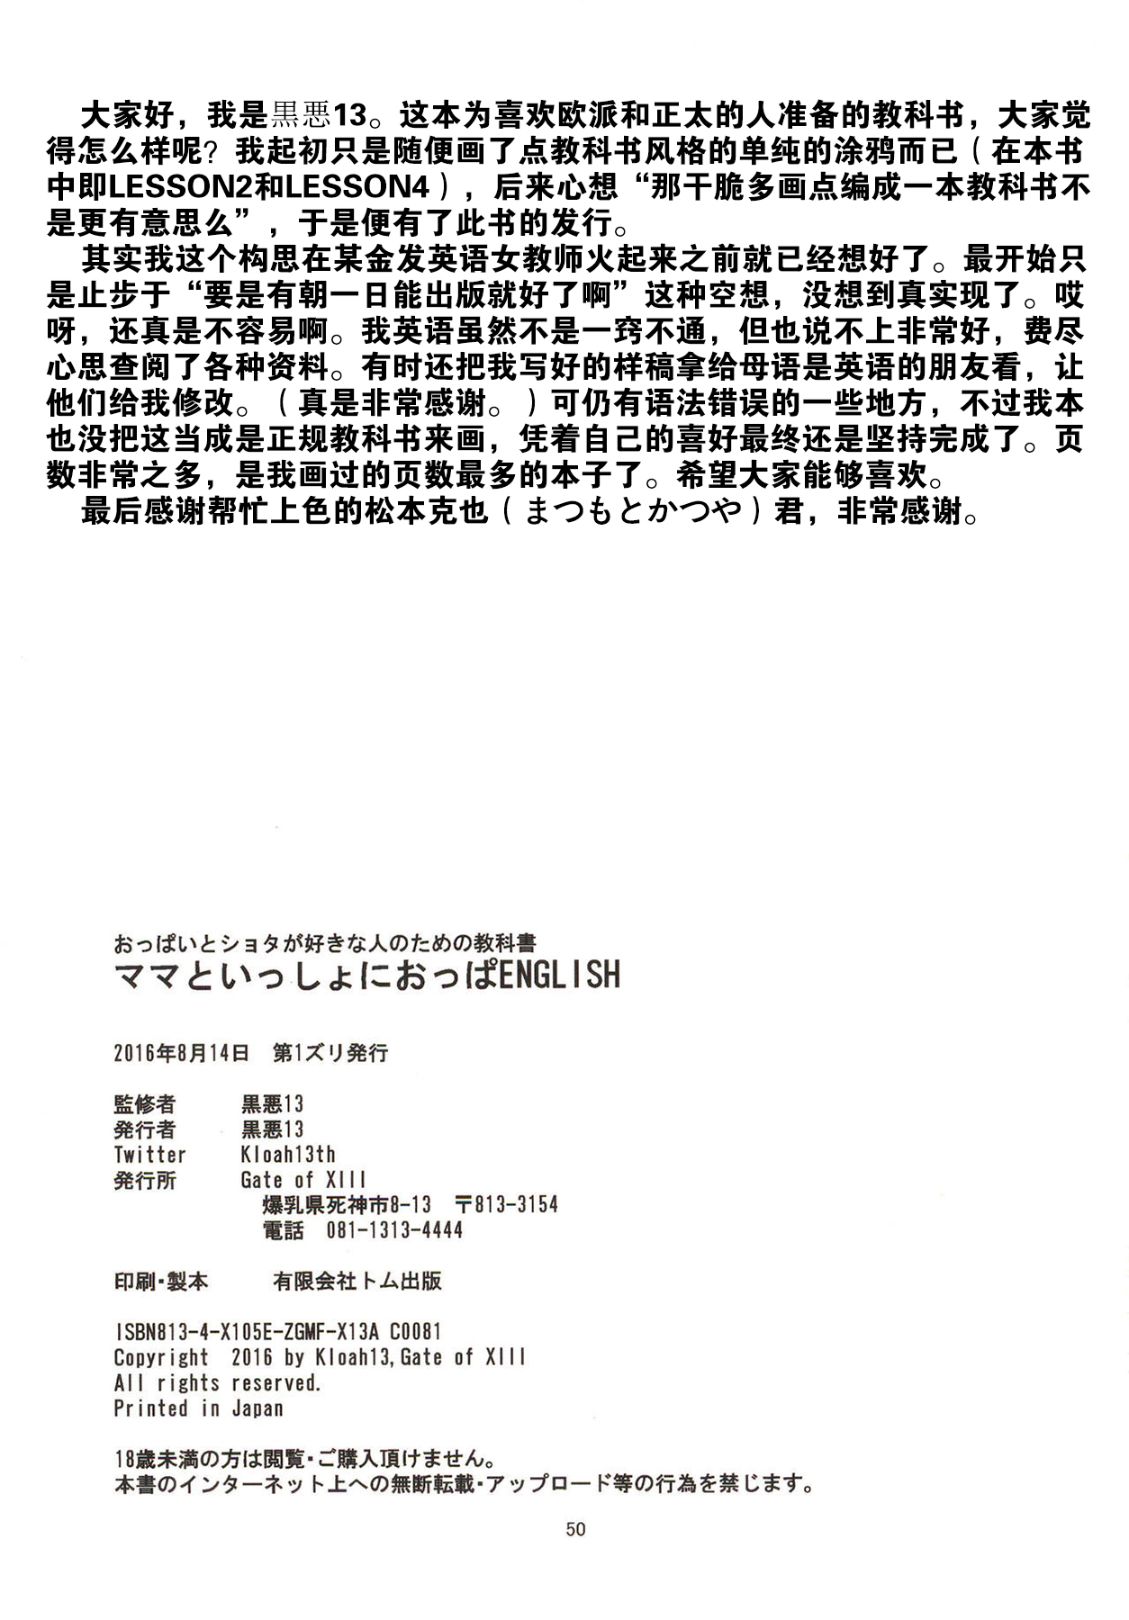 大家好，我是黒悪13。这本为喜欢欧派和正太的人准备的教科书，大家觉
得怎么样呢？我起初只是随便画了点教科书风格的单纯的涂鸦而已（在本书
中即LESSON2和LESSON4），后来心想“那干脆多画点编成一本教科书不
是更有意思么”，于是便有了此书的发行。
其实我这个构思在某金发英语女教师火起来之前就已经想好了。最开始只
是止步于“要是有朝一日能出版就好了啊”这种空想，没想到真实现了。哎
呀，还真是不容易啊。我英语虽然不是一窍不通，但也说不上非常好，费尽
心思查阅了各种资料。有时还把我写好的样稿拿给母语是英语的朋友看，让
他们给我修改。（真是非常感谢。）可仍有语法错误的一些地方，不过我本
也没把这当成是正规教科书来画，凭着自己的喜好最终还是坚持完成了。页
数非常之多，是我画过的页数最多的本子了。希望大家能够喜欢。
最后感谢帮忙上色的松本克也（まつもとかつや）君，非常感谢。
おっぱいとショタが好きな人のための教科書
ママといっしょにおっぱENGLISH
2016年8月14日　第1ズリ発行
監修者　黒悪13
発行者　黒悪13
Twitter　Kloah13th
発行所　Gate of XIII
爆乳県死神市8-13　〒813-3154
電話　081-1313-4444
印刷・製本　有限会社トム出版
ISBN813-4-X105E-ZGMF-X13A C0081
Copyright　2016 by Kloah13,Gate of XIII
All rights reserved.
Printed in Japan
18歳未満の方は閲覧・ご購入頂けません。
本書のインターネット上への無断転載・アップロード等の行為を禁じます。
50